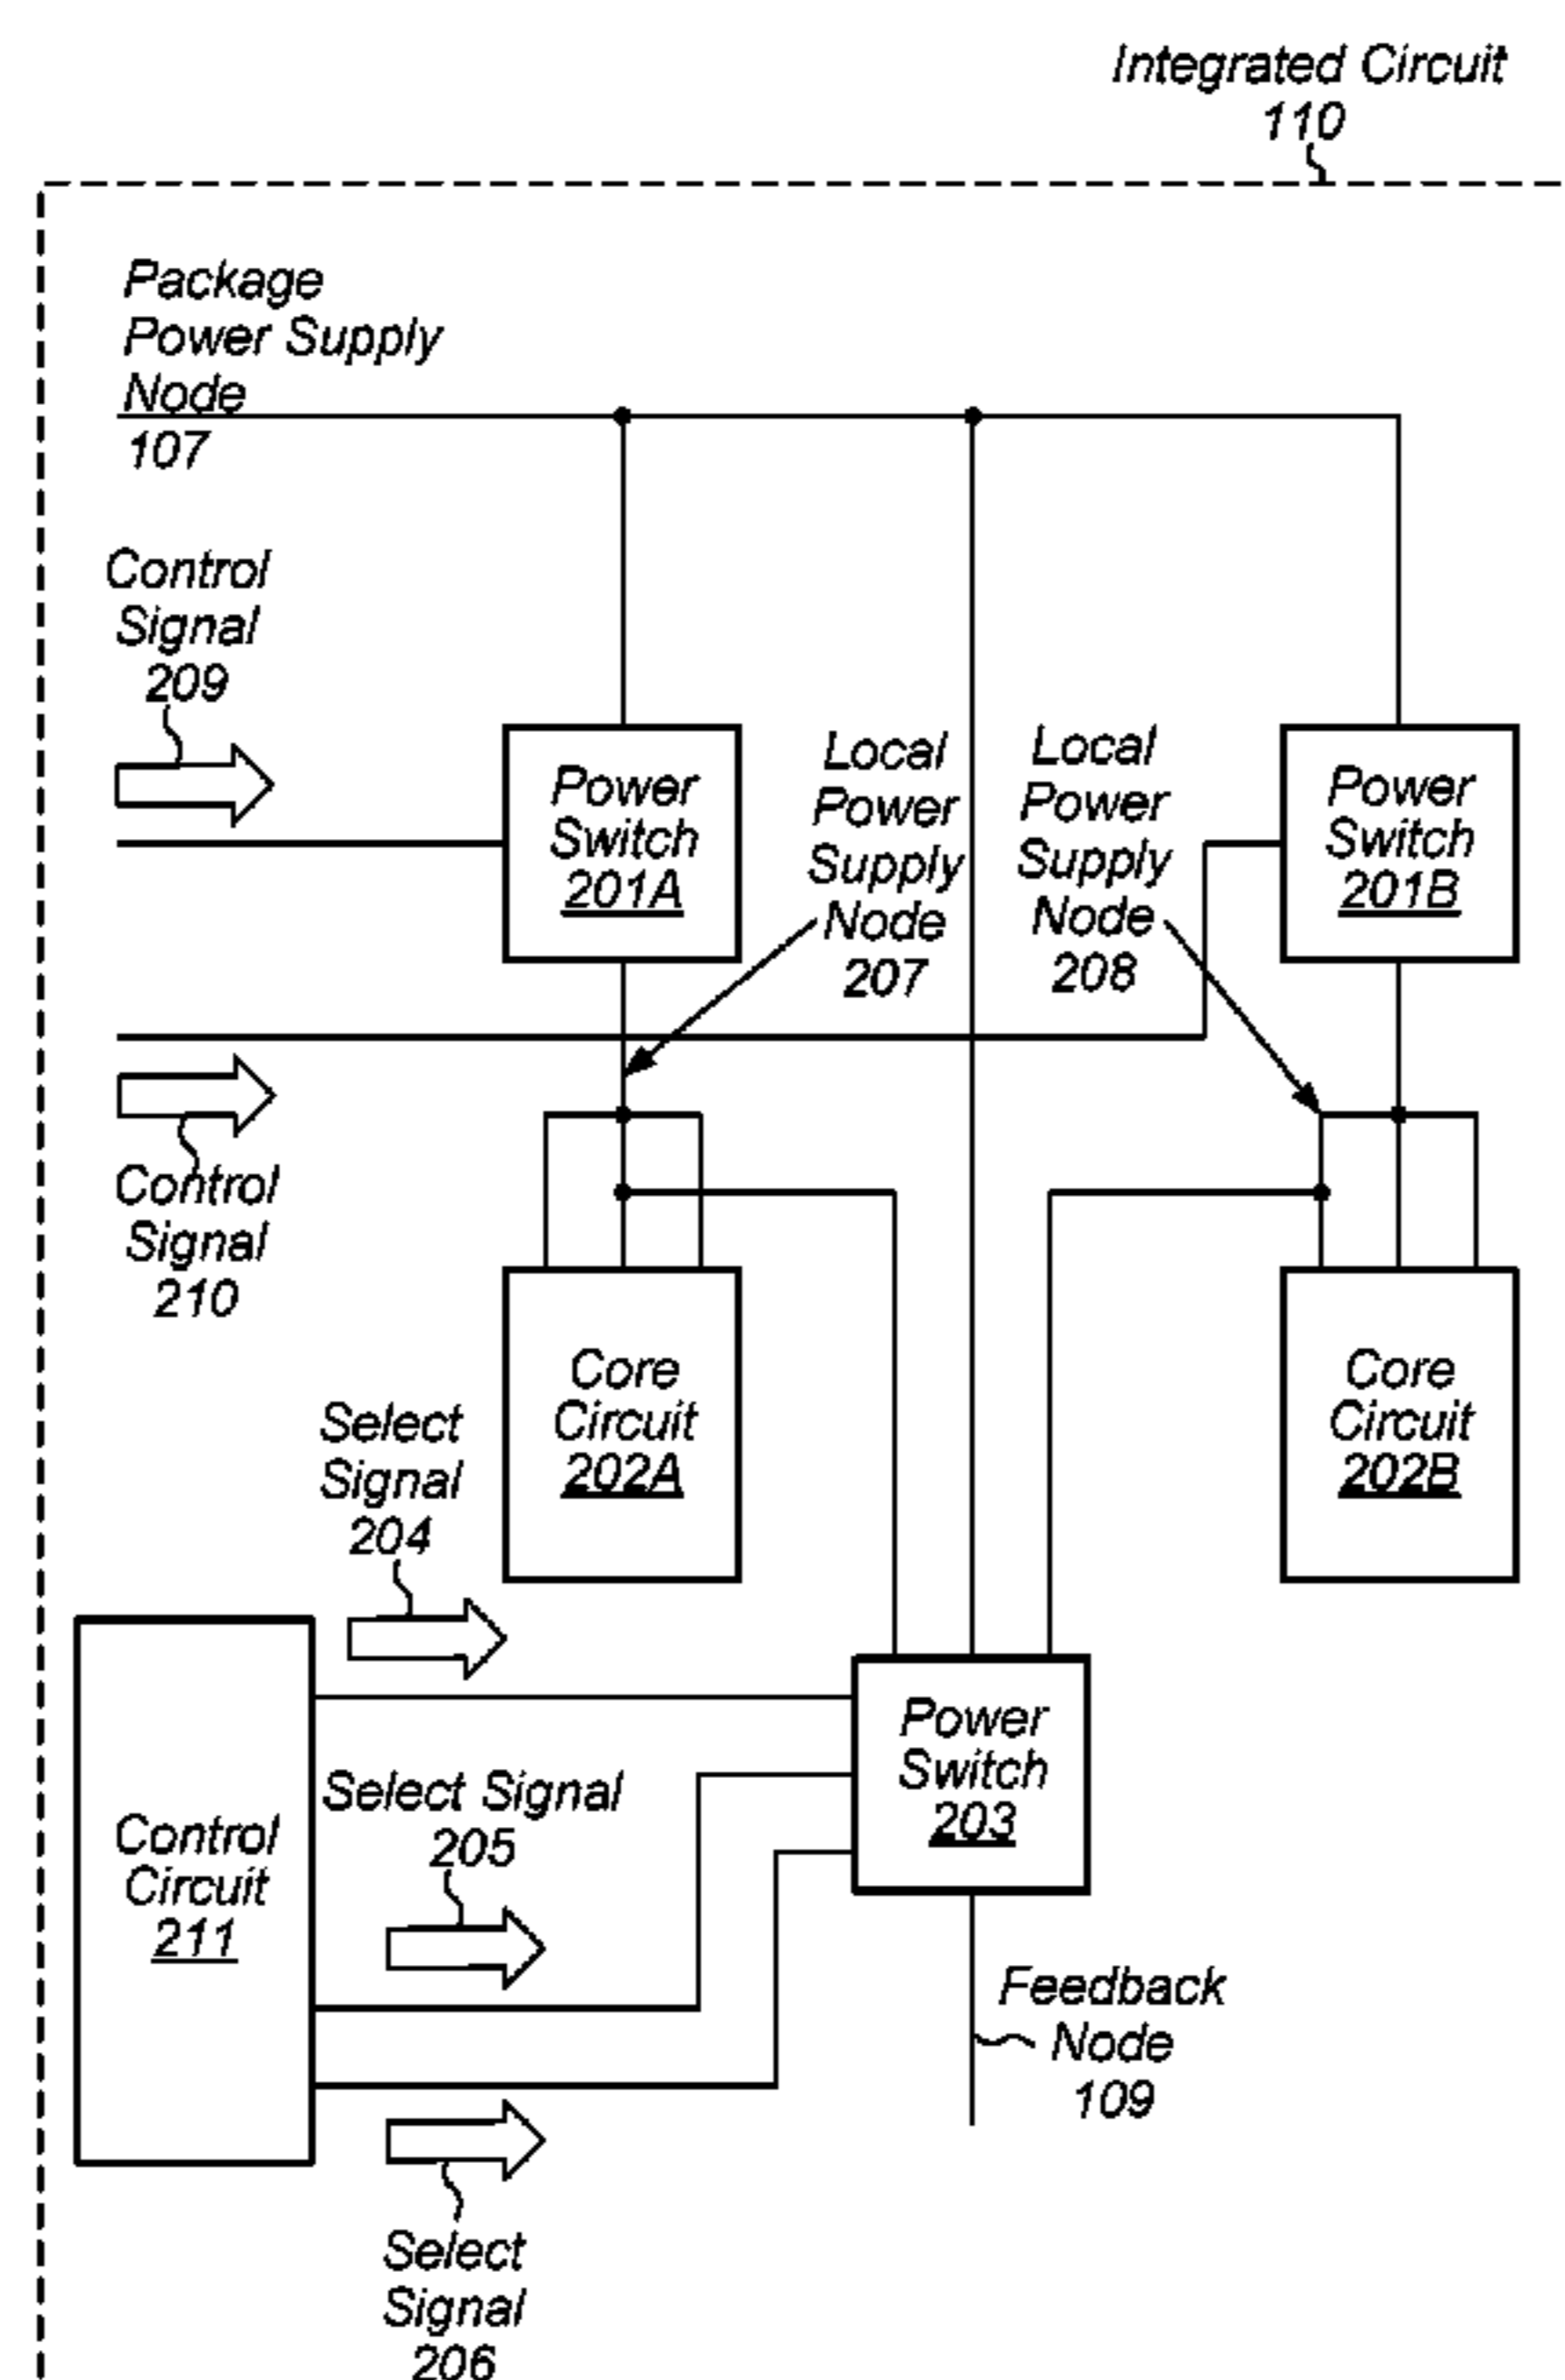 Integrated Circuit
110
Package
Power Supply
Node
107
Control
Signal
209
Power
Switch
201A
Local
Power
Supply
Node
207
Local
Power
Supply
Node
208
Power
Switch
201B
Control
Signal
210
Core
Circuit
202A
Core
Circuit
202B
Select
Signal
204
Power
Switch
203
Select Signal
205
Control
Circuit
211
Feedback
Node
109
Select
Signal
206